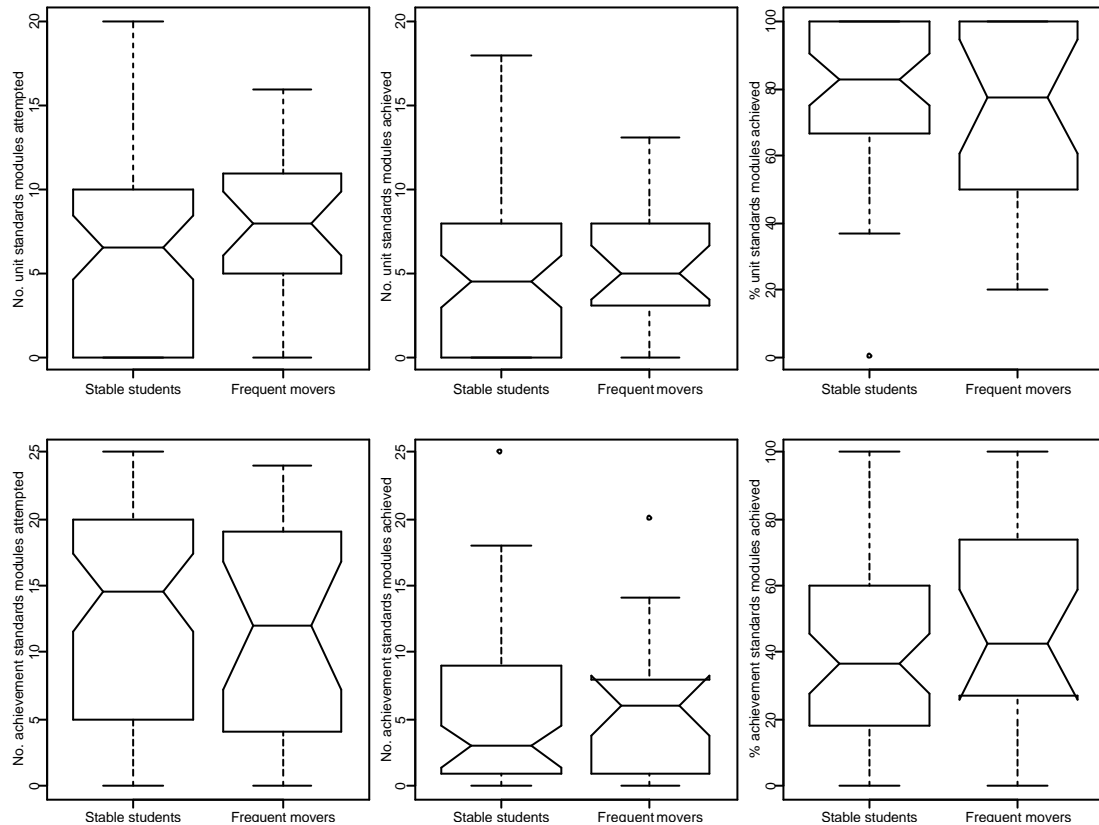 No. unit standards modules attempted
0 5 10 15 20
Stable students Frequent movers
No. unit standards modules achieved
0 5 10 15 20
Stable students Frequent movers
% unit standards modules achieved
0 20 40 60 80 100
Stable students Frequent movers
No. achievement standards modules attempted
0 5 10 15 20 25
Stable students Frequent movers
No. achievement standards modules achieved
0 5 10 15 20 25
Stable students Frequent movers
% achievement standards modules achieved
0 20 40 60 80 100
Stable students Frequent movers